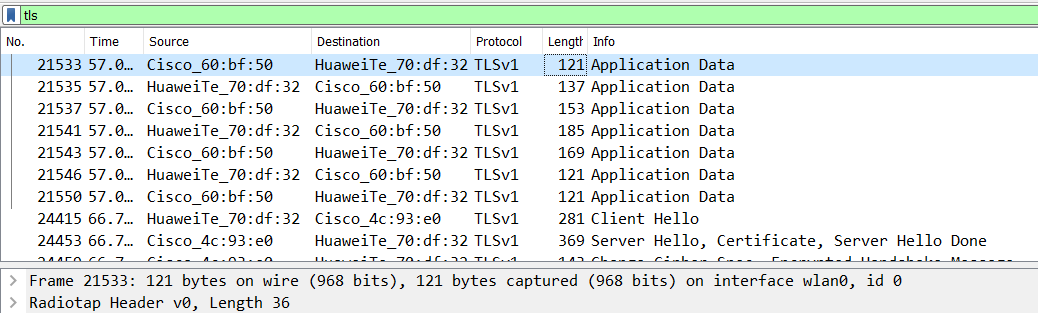 tls
No. Time Source Destination Protocol Length Info
21533 57.0… Cisco_60:bf:50 HuaweiTe_70:df:32 TLSv1 121 Application Data
21535 57.0… HuaweiTe_70:df:32 Cisco_60:bf:50 TLSv1 137 Application Data
21537 57.0… Cisco_60:bf:50 HuaweiTe_70:df:32 TLSv1 153 Application Data
21541 57.0… HuaweiTe_70:df:32 Cisco_60:bf:50 TLSv1 185 Application Data
21543 57.0… Cisco_60:bf:50 HuaweiTe_70:df:32 TLSv1 169 Application Data
21546 57.0… HuaweiTe_70:df:32 Cisco_60:bf:50 TLSv1 121 Application Data
21550 57.0… Cisco_60:bf:50 HuaweiTe_70:df:32 TLSv1 121 Application Data
24415 66.7… HuaweiTe_70:df:32 Cisco_4c:93:e0 TLSv1 281 Client Hello
24453 66.7… Cisco_4c:93:e0 HuaweiTe_70:df:32 TLSv1 369 Server Hello, Certificate, Server Hello Done
Frame 21533: 121 bytes on wire (968 bits), 121 bytes captured (968 bits) on interface wlan0, id 0
Radiotap Header v0, Length 36